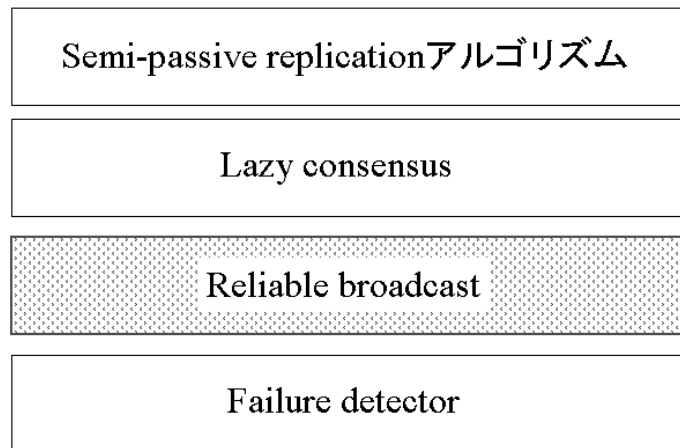 Semi-passive replicationアルゴリズム
Lazy consensus
Reliable broadcast
Failure detector